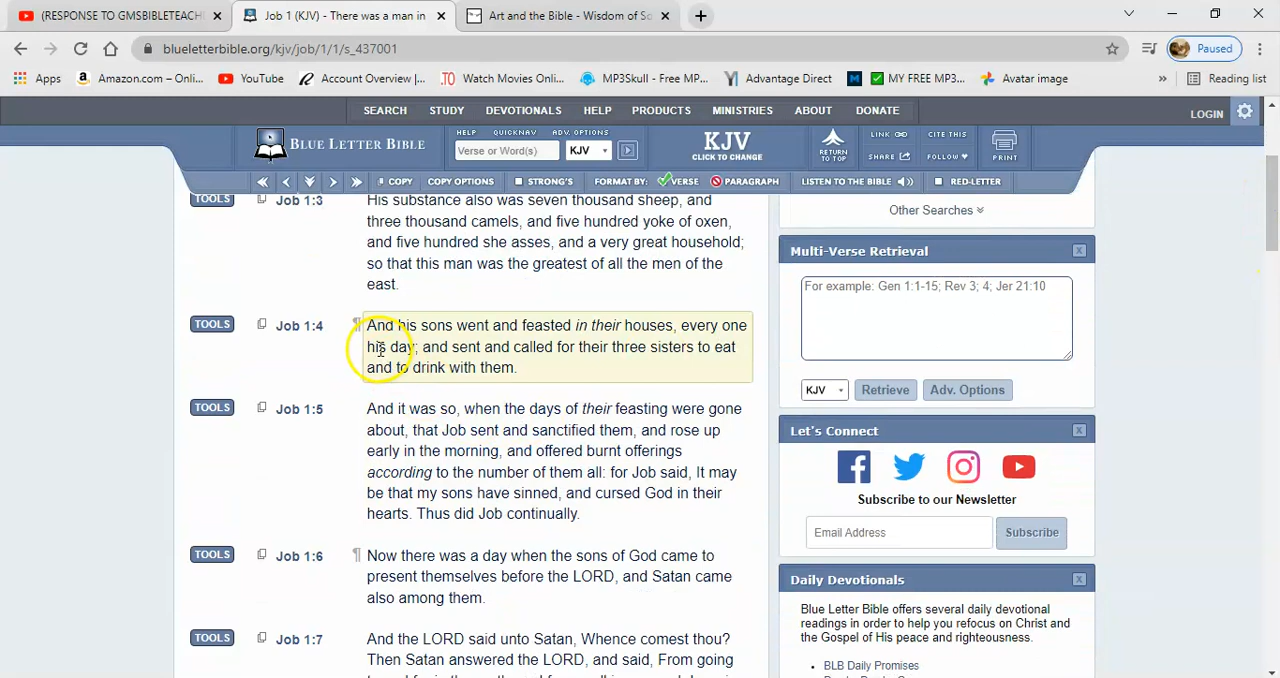 (RESPONSE TO GMSBIBLETEACH
Job 1 (KJV) - There was a man in
Art and the Bible - Wisdom of So
blueletterbible.org/kjv/job/1/1/s_437001
Paused
Apps
Amazon.com – Onli...
YouTube
Account Overview |...
Watch Movies Onlin...
MP3Skull - Free MP...
Advantage Direct
MY FREE MP3...
Avatar image
»
Reading list
SEARCH STUDY DEVOTIONALS HELP PRODUCTS MINISTRIES ABOUT DONATE
LOGIN
BLUE LETTER BIBLE
HELP QUICKNAV ADV. OPTIONS
Verse or Word(s)
KJV
KJV
CLICK TO CHANGE
RETURN
TO TOP
LINK
CITE THIS
SHARE
FOLLOW
PRINT
COPY COPY OPTIONS STRONG'S FORMAT BY: VERSE PARAGRAPH LISTEN TO THE BIBLE RED-LETTER
TOOLS Job 1:3 His substance also was seven thousand sheep, and
three thousand camels, and five hundred yoke of oxen,
and five hundred she asses, and a very great household;
so that this man was the greatest of all the men of the
east.
TOOLS Job 1:4 ¶ And his sons went and feasted in their houses, every one
his day; and sent and called for their three sisters to eat
and to drink with them.
TOOLS Job 1:5 And it was so, when the days of their feasting were gone
about, that Job sent and sanctified them, and rose up
early in the morning, and offered burnt offerings
according to the number of them all: for Job said, It may
be that my sons have sinned, and cursed God in their
hearts. Thus did Job continually.
TOOLS Job 1:6 ¶ Now there was a day when the sons of God came to
present themselves before the LORD, and Satan came
also among them.
TOOLS Job 1:7 And the LORD said unto Satan, Whence comest thou?
Then Satan answered the LORD, and said, From going
Other Searches
Multi-Verse Retrieval
For example: Gen 1:1-15; Rev 3; 4; Jer 21:10
KJV Retrieve Adv. Options
Let's Connect
Subscribe to our Newsletter
Email Address Subscribe
Daily Devotionals
Blue Letter Bible offers several daily devotional
readings in order to help you refocus on Christ and
the Gospel of His peace and righteousness.
BLB Daily Promises